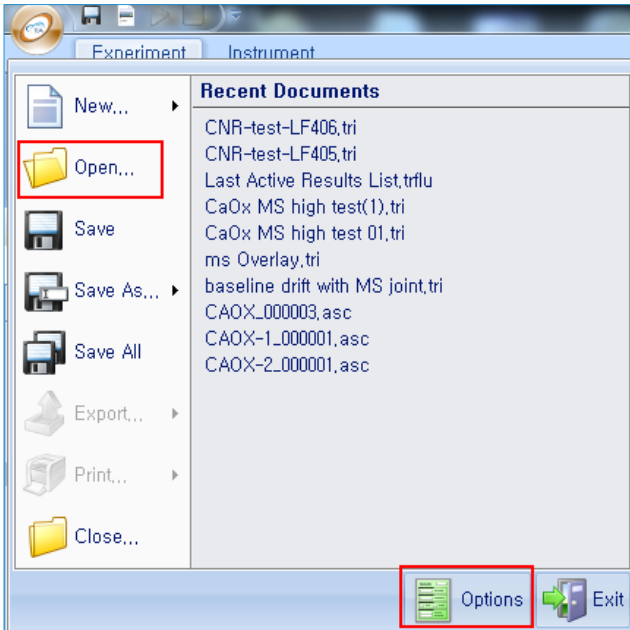 TA
Experiment Instrument
New...
Open...
Save
Save As...
Save All
Export...
Print...
Close...
Recent Documents
CNR-test-LF406.tri
CNR-test-LF405.tri
Last Active Results List.trflu
CaOx MS high test(1).tri
CaOx MS high test 01.tri
ms Overlay.tri
baseline drift with MS joint.tri
CAOX_000003.asc
CAOX-1_000001.asc
CAOX-2_000001.asc
Options Exit